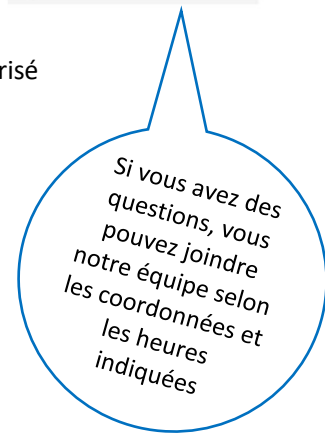 risé
Si vous avez des
questions, vous
pouvez joindre
notre équipe selon
les coordonnées et
les heures
indiquées